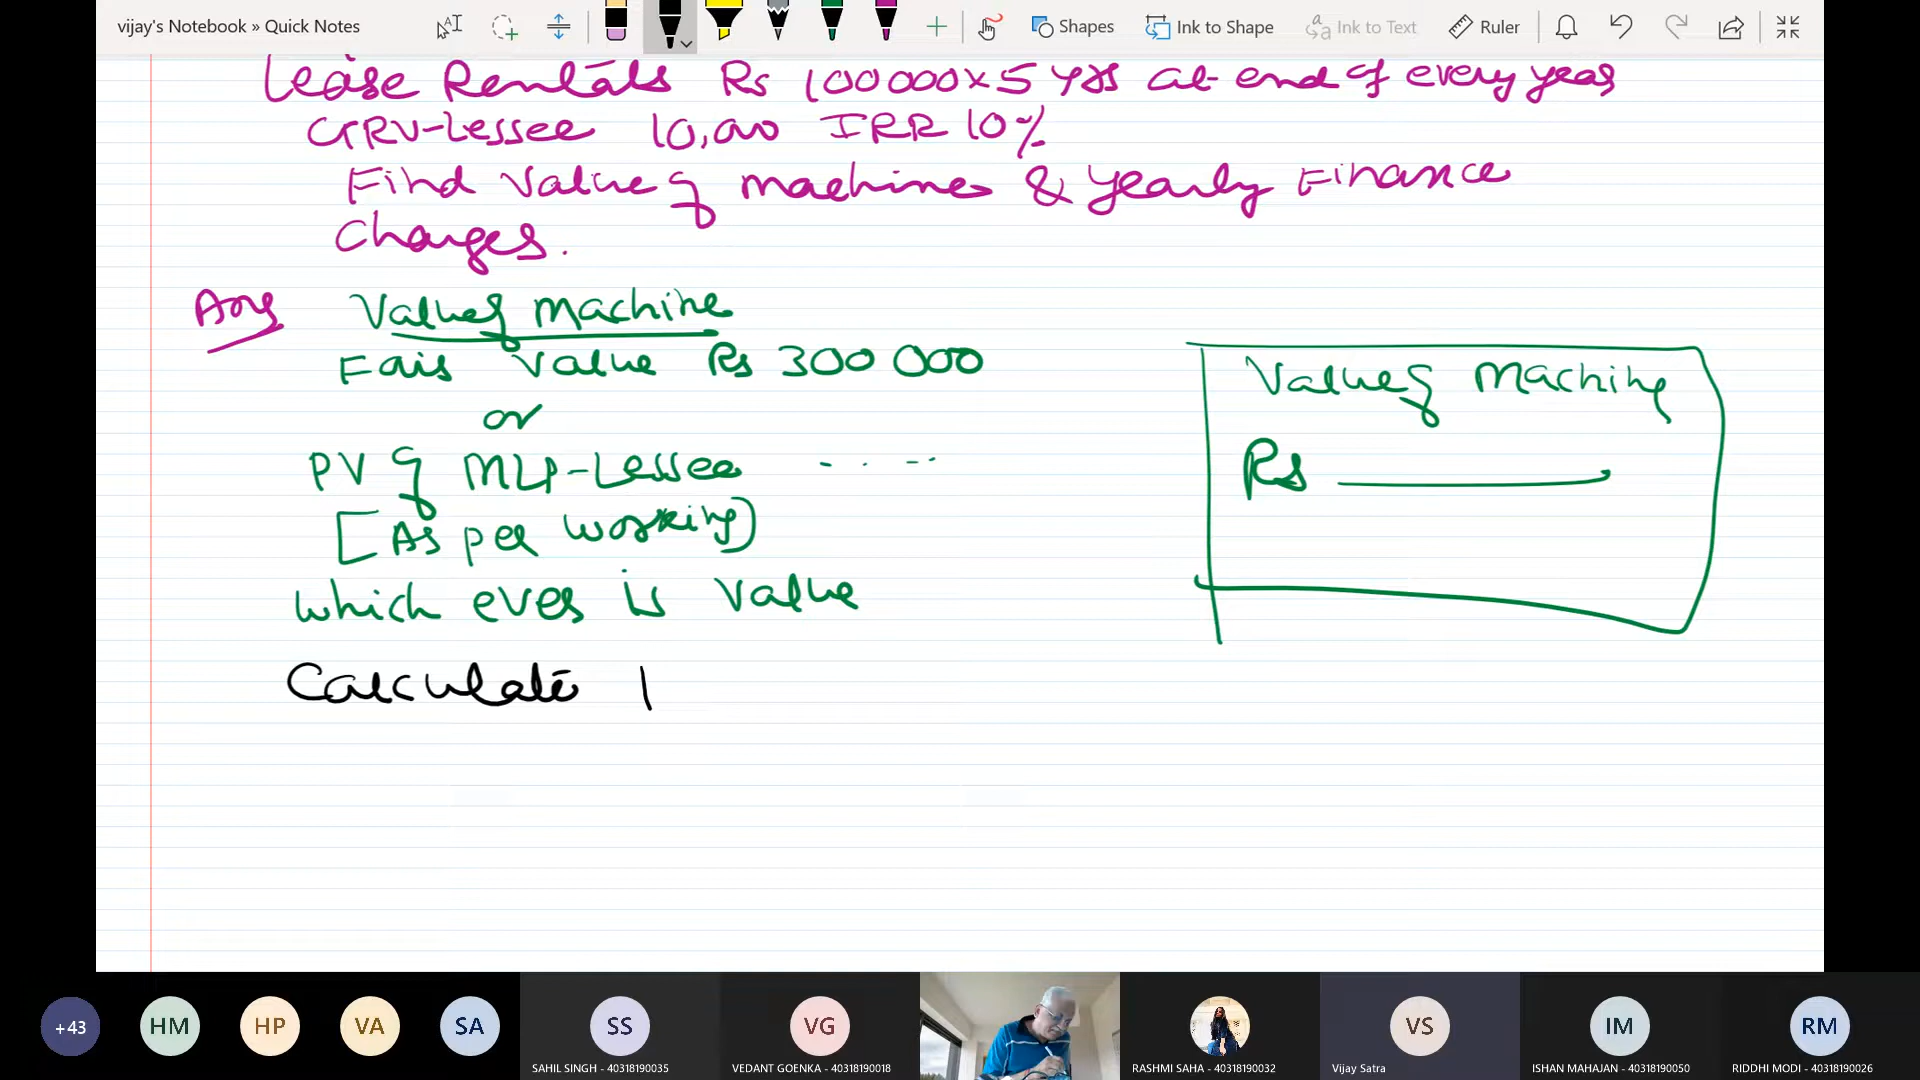 vijay's Notebook » Quick Notes
Shapes
Ink to Shape
Ink to Text
Ruler
Lease Rentals Rs 100000 x 5 yrs at end of every year
GRV-Lessee 10,000 IRR 10%
Find Value of machines & Yearly Finance
Charges.
Ans Value of machine
Fair Value Rs 300 000
or
PV of MLP-Lessee ....
[As per working]
which ever is Value
Calculate
Value of Machine
Rs
+43
HM
HP
VA
SA
SS
SAHIL SINGH - 40318190035
VG
VEDANT GOENKA - 40318190018
RASHMI SAHA - 40318190032
VS
Vijay Satra
IM
ISHAN MAHAJAN - 40318190050
RM
RIDDHI MODI - 40318190026